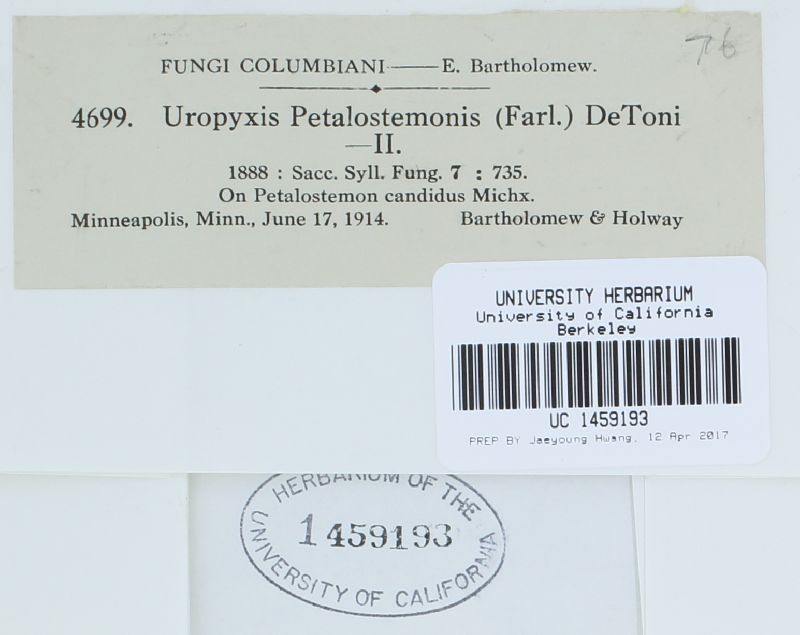 76
FUNGI COLUMBIANI — E. Bartholomew.
4699. Uropyxis Petalostemonis (Farl.) DeToni
—II.
1888 : Sacc. Syll. Fung. 7 : 735.
On Petalostemon candidus Michx.
Minneapolis, Minn., June 17, 1914. Bartholomew & Holway
UNIVERSITY HERBARIUM
University of California
Berkeley
UC 1459193
PREP BY Jaeyoung Hwang, 12 Apr 2017
HERBARIUM OF THE
1459193
UNIVERSITY OF CALIFORNIA